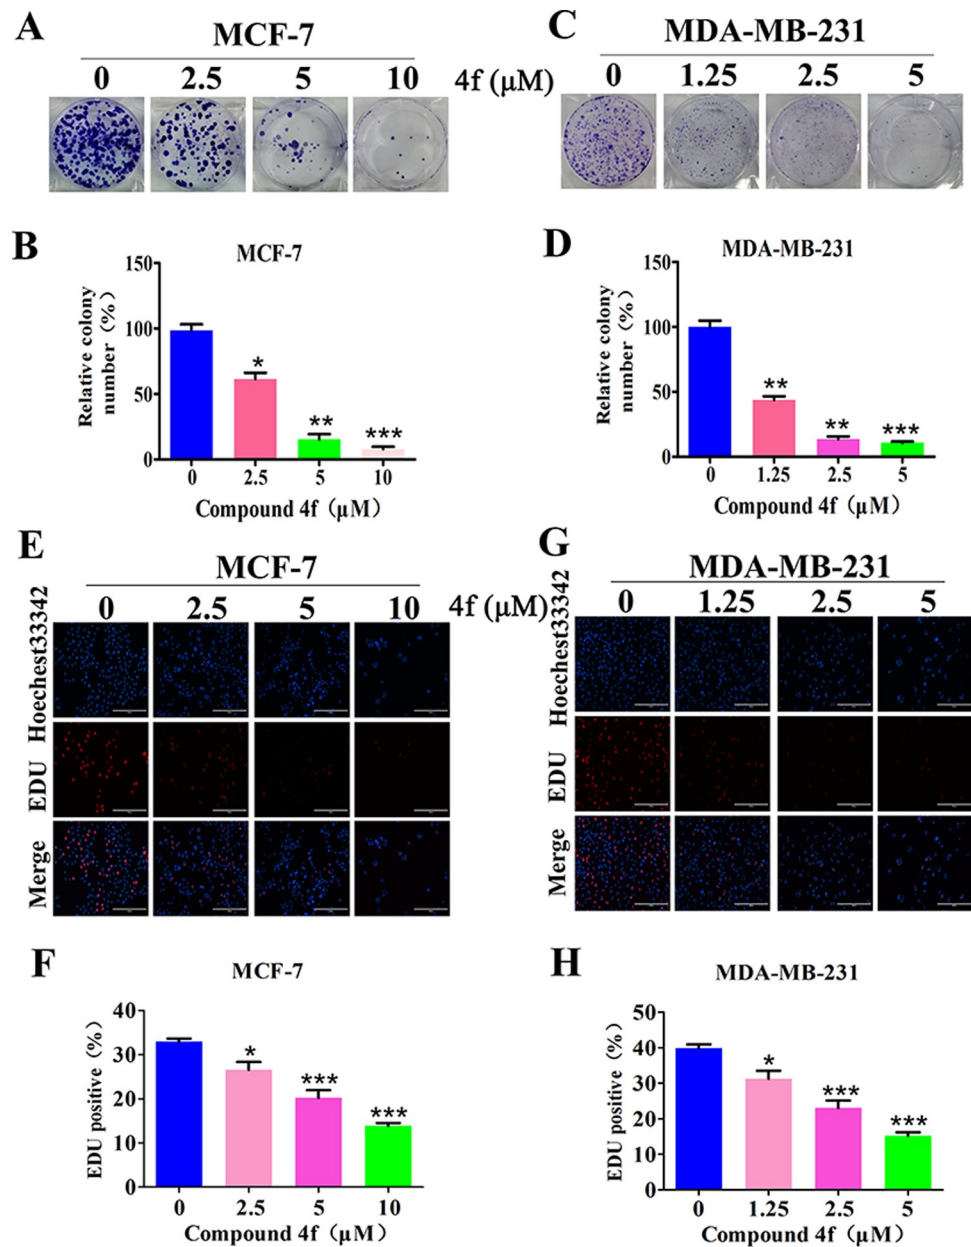 A
MCF-7
0 2.5 5 10
4f (μM)
C
MDA-MB-231
0 1.25 2.5 5
B
MCF-7
Relative colony
number (%)
150
100
50
0
*
**
***
0 2.5 5 10
Compound 4f (μM)
D
MDA-MB-231
Relative colony
number (%)
150
100
50
0
**
**
***
0 1.25 2.5 5
Compound 4f (μM)
E
MCF-7
0 2.5 5 10
4f (μM)
Hoechest33342
EDU
Merge
G
MDA-MB-231
0 1.25 2.5 5
Hoechest33342
EDU
Merge
F
MCF-7
EDU positive (%)
40
30
20
10
0
*
***
***
0 2.5 5 10
Compound 4f (μM)
H
MDA-MB-231
EDU positive (%)
50
40
30
20
10
0
*
***
***
0 1.25 2.5 5
Compound 4f (μM)